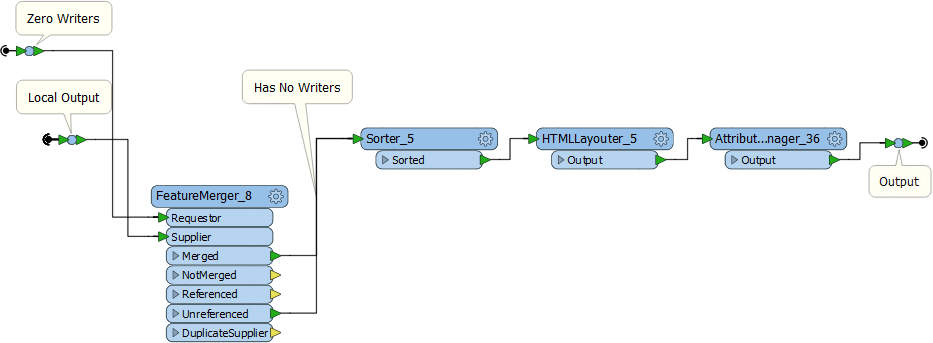 Zero Writers
Local Output
Has No Writers
Sorter_5
Sorted
HTMLLayouter_5
Output
Attribut...nager_36
Output
Output
FeatureMerger_8
Requestor
Supplier
Merged
NotMerged
Referenced
Unreferenced
DuplicateSupplier